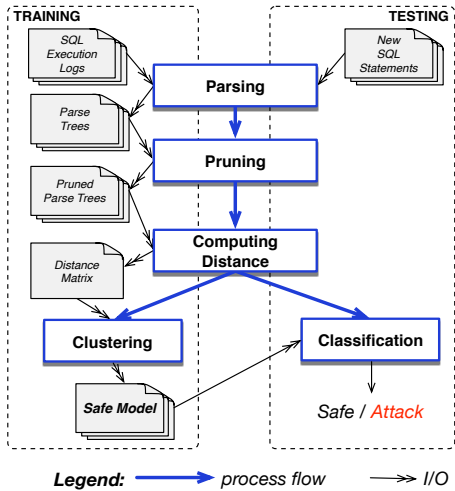 TRAINING
TESTING
SQL
Execution
Logs
New
SQL
Statements
Parsing
Parse
Trees
Pruning
Pruned
Parse Trees
Computing
Distance
Distance
Matrix
Clustering
Classification
Safe Model
Safe / Attack
Legend: process flow I/O